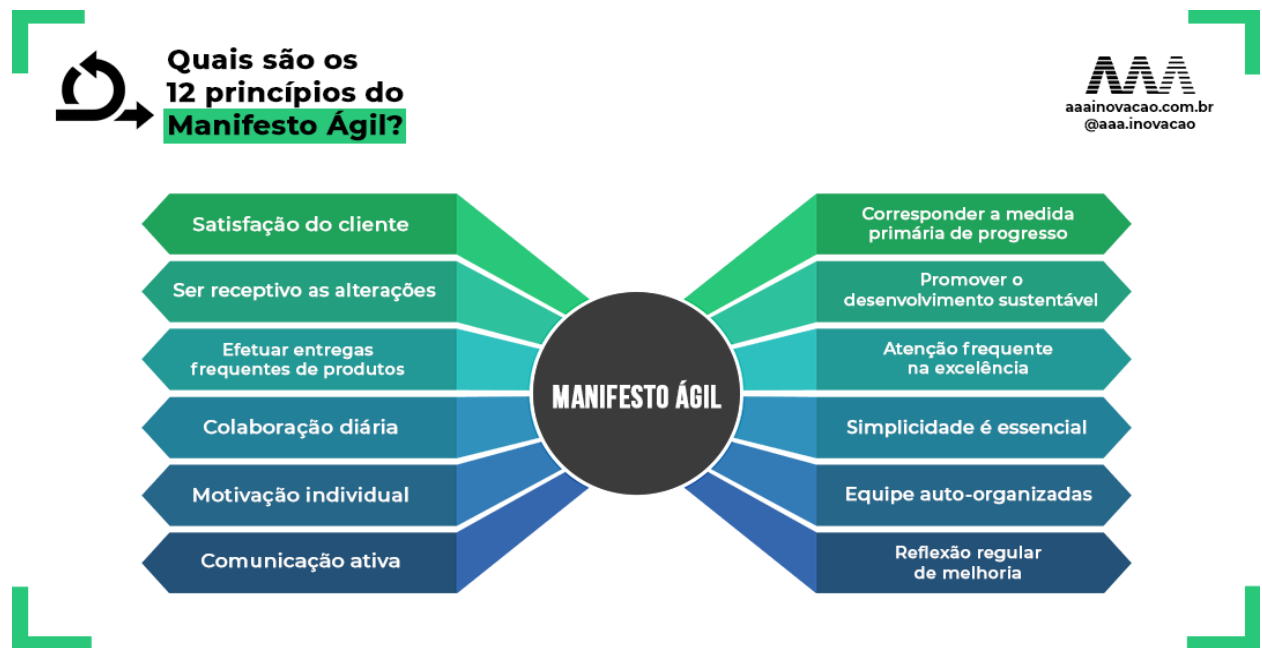 Quais são os
12 princípios do
Manifesto Ágil?
AAA
aaainovacao.com.br
@aaa.inovacao
Satisfação do cliente
Ser receptivo as alterações
Efetuar entregas
frequentes de produtos
Colaboração diária
Motivação individual
Comunicação ativa
MANIFESTO ÁGIL
Corresponder a medida
primária de progresso
Promover o
desenvolvimento sustentável
Atenção frequente
na excelência
Simplicidade é essencial
Equipe auto-organizadas
Reflexão regular
de melhoria